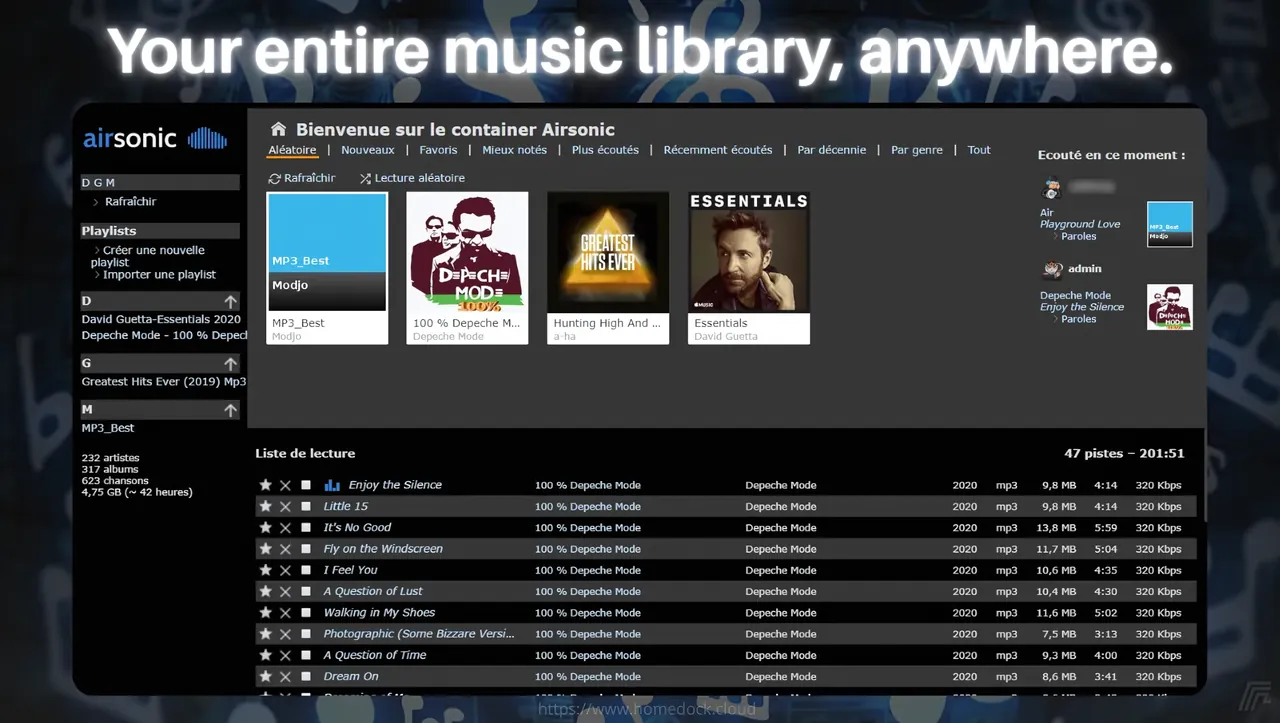 Your entire music library, anywhere.
airsonic
D G M
Rafraîchir
Playlists
Créer une nouvelle
playlist
Importer une playlist
D
David Guetta-Essentials 2020
Depeche Mode - 100 % Depec
G
Greatest Hits Ever (2019) Mp3
M
MP3_Best
232 artistes
317 albums
623 chansons
4,75 GB (~ 42 heures)
Bienvenue sur le container Airsonic
Aléatoire | Nouveaux | Favoris | Mieux notés | Plus écoutés | Récemment écoutés | Par décennie | Par genre | Tout
Rafraîchir Lecture aléatoire
MP3_Best
Modjo
MP3_Best
Modjo
DEPECHE
MODE
100%
100 % Depeche M...
Depeche Mode
GREATEST
HITS EVER
Hunting High And ...
a-ha
ESSENTIALS
MUSIC
Essentials
David Guetta
Ecouté en ce moment :
Air
Playground Love
Paroles
MP3_Best
Modjo
admin
Depeche Mode
Enjoy the Silence
Paroles
DEPECHE
MODE
Liste de lecture 47 pistes – 201:51
Enjoy the Silence 100 % Depeche Mode Depeche Mode 2020 mp3 9,8 MB 4:14 320 Kbps
Little 15 100 % Depeche Mode Depeche Mode 2020 mp3 9,8 MB 4:14 320 Kbps
It's No Good 100 % Depeche Mode Depeche Mode 2020 mp3 13,8 MB 5:59 320 Kbps
Fly on the Windscreen 100 % Depeche Mode Depeche Mode 2020 mp3 11,7 MB 5:04 320 Kbps
I Feel You 100 % Depeche Mode Depeche Mode 2020 mp3 10,6 MB 4:35 320 Kbps
A Question of Lust 100 % Depeche Mode Depeche Mode 2020 mp3 10,4 MB 4:30 320 Kbps
Walking in My Shoes 100 % Depeche Mode Depeche Mode 2020 mp3 11,6 MB 5:02 320 Kbps
Photographic (Some Bizzare Versi... 100 % Depeche Mode Depeche Mode 2020 mp3 7,5 MB 3:13 320 Kbps
A Question of Time 100 % Depeche Mode Depeche Mode 2020 mp3 9,3 MB 4:00 320 Kbps
Dream On 100 % Depeche Mode Depeche Mode 2020 mp3 8,6 MB 3:41 320 Kbps
https://www.homedock.cloud